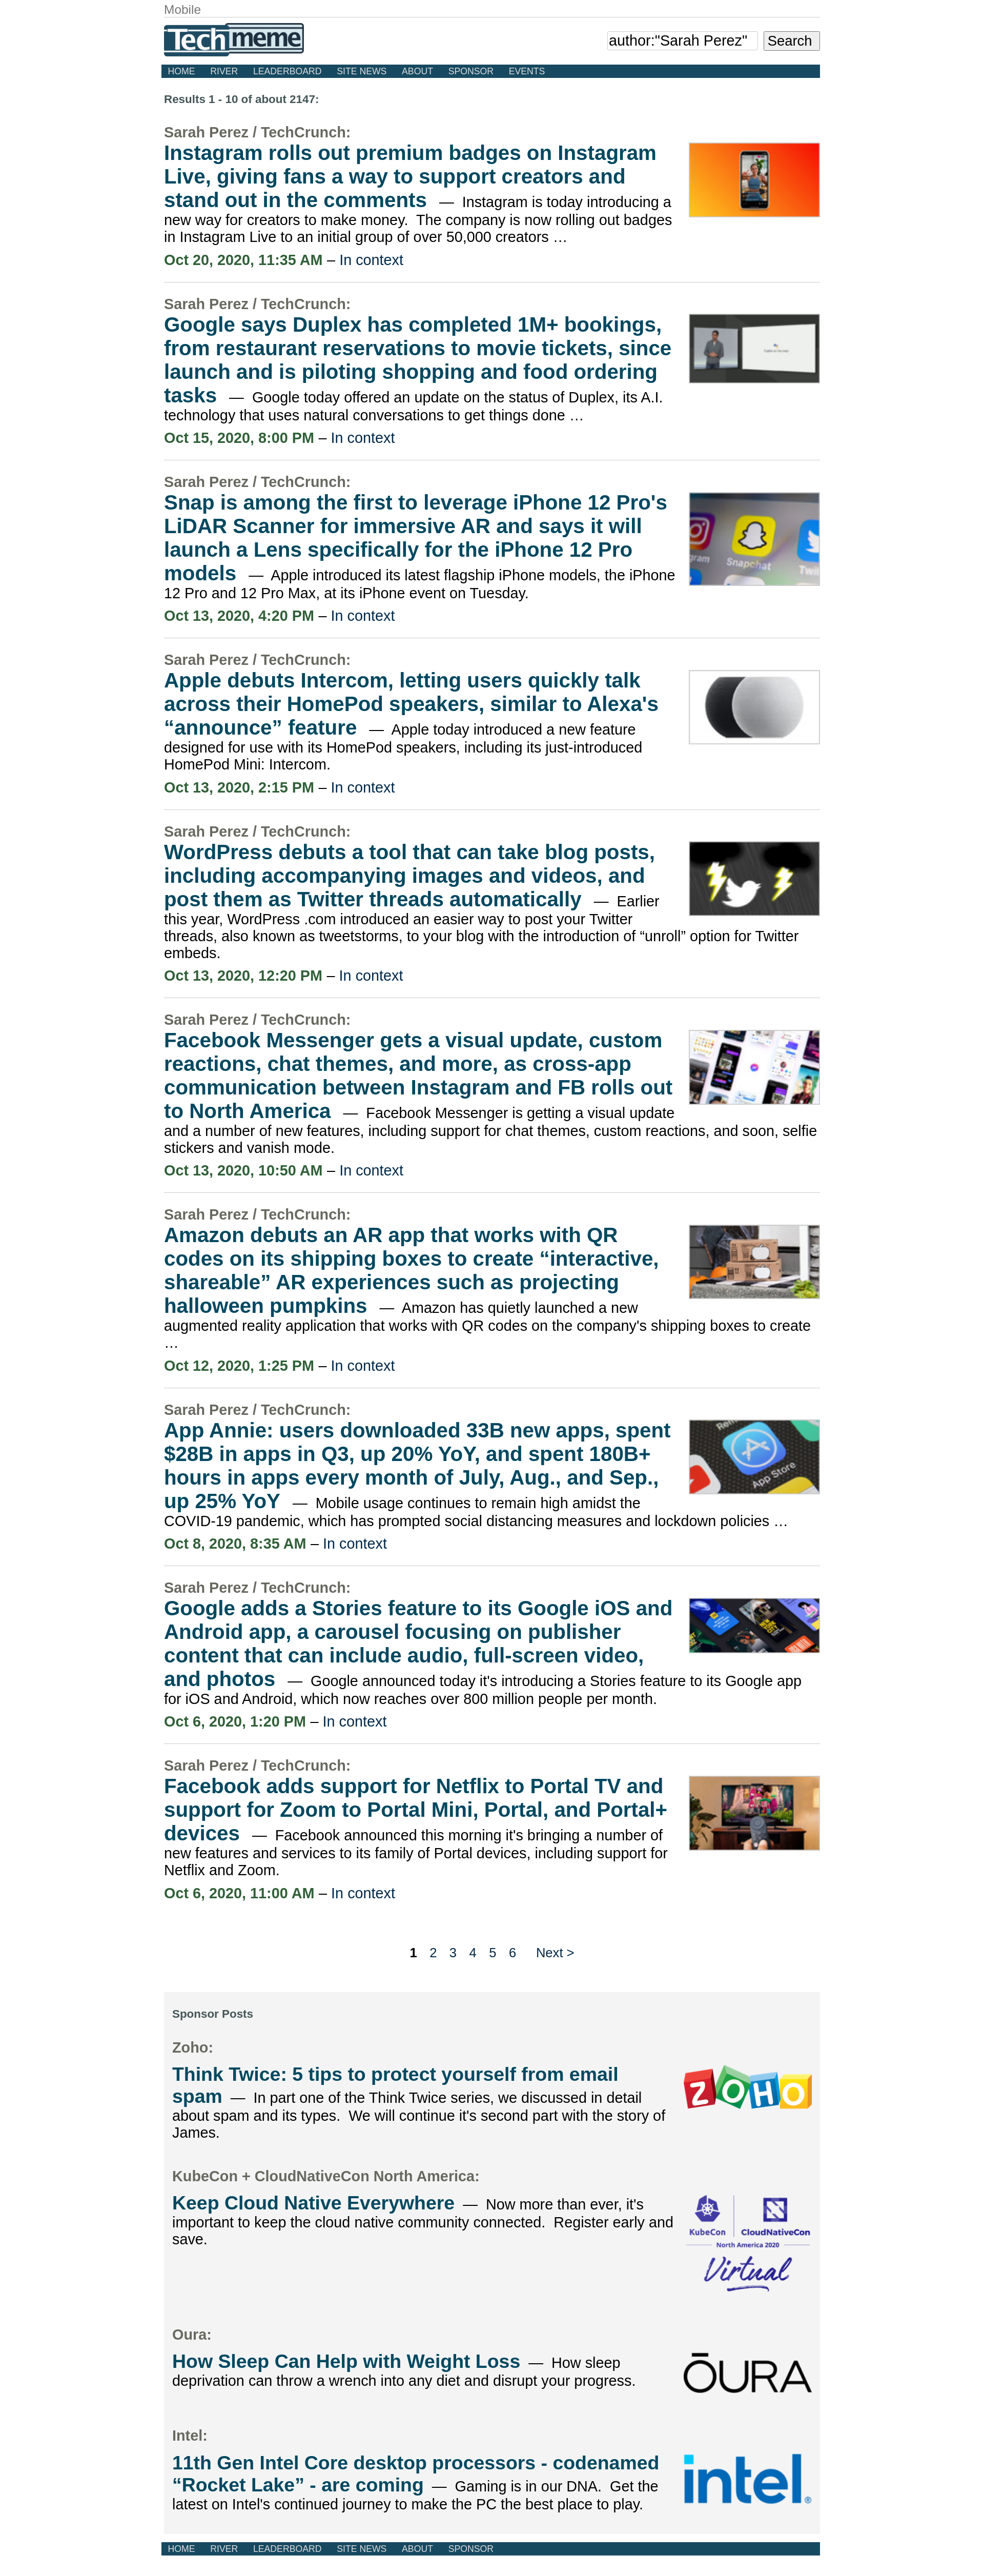 Mobile
Techmeme
author:"Sarah Perez" Search
HOME RIVER LEADERBOARD SITE NEWS ABOUT SPONSOR EVENTS
Results 1 - 10 of about 2147:
Sarah Perez / TechCrunch:
Instagram rolls out premium badges on Instagram
Live, giving fans a way to support creators and
stand out in the comments — Instagram is today introducing a
new way for creators to make money. The company is now rolling out badges
in Instagram Live to an initial group of over 50,000 creators …
Oct 20, 2020, 11:35 AM – In context
Sarah Perez / TechCrunch:
Google says Duplex has completed 1M+ bookings,
from restaurant reservations to movie tickets, since
launch and is piloting shopping and food ordering
tasks — Google today offered an update on the status of Duplex, its A.I.
technology that uses natural conversations to get things done …
Oct 15, 2020, 8:00 PM – In context
Sarah Perez / TechCrunch:
Snap is among the first to leverage iPhone 12 Pro's
LiDAR Scanner for immersive AR and says it will
launch a Lens specifically for the iPhone 12 Pro
models — Apple introduced its latest flagship iPhone models, the iPhone
12 Pro and 12 Pro Max, at its iPhone event on Tuesday.
gram Snapchat Twit
Oct 13, 2020, 4:20 PM – In context
Sarah Perez / TechCrunch:
Apple debuts Intercom, letting users quickly talk
across their HomePod speakers, similar to Alexa's
“announce” feature — Apple today introduced a new feature
designed for use with its HomePod speakers, including its just-introduced
HomePod Mini: Intercom.
Oct 13, 2020, 2:15 PM – In context
Sarah Perez / TechCrunch:
WordPress debuts a tool that can take blog posts,
including accompanying images and videos, and
post them as Twitter threads automatically — Earlier
this year, WordPress .com introduced an easier way to post your Twitter
threads, also known as tweetstorms, to your blog with the introduction of “unroll” option for Twitter
embeds.
Oct 13, 2020, 12:20 PM – In context
Sarah Perez / TechCrunch:
Facebook Messenger gets a visual update, custom
reactions, chat themes, and more, as cross-app
communication between Instagram and FB rolls out
to North America — Facebook Messenger is getting a visual update
and a number of new features, including support for chat themes, custom reactions, and soon, selfie
stickers and vanish mode.
Oct 13, 2020, 10:50 AM – In context
Sarah Perez / TechCrunch:
Amazon debuts an AR app that works with QR
codes on its shipping boxes to create “interactive,
shareable” AR experiences such as projecting
halloween pumpkins — Amazon has quietly launched a new
augmented reality application that works with QR codes on the company's shipping boxes to create
…
Oct 12, 2020, 1:25 PM – In context
Sarah Perez / TechCrunch:
App Annie: users downloaded 33B new apps, spent
$28B in apps in Q3, up 20% YoY, and spent 180B+
hours in apps every month of July, Aug., and Sep.,
up 25% YoY — Mobile usage continues to remain high amidst the
COVID-19 pandemic, which has prompted social distancing measures and lockdown policies …
App Store
Oct 8, 2020, 8:35 AM – In context
Sarah Perez / TechCrunch:
Google adds a Stories feature to its Google iOS and
Android app, a carousel focusing on publisher
content that can include audio, full-screen video,
and photos — Google announced today it's introducing a Stories feature to its Google app
for iOS and Android, which now reaches over 800 million people per month.
Oct 6, 2020, 1:20 PM – In context
Sarah Perez / TechCrunch:
Facebook adds support for Netflix to Portal TV and
support for Zoom to Portal Mini, Portal, and Portal+
devices — Facebook announced this morning it's bringing a number of
new features and services to its family of Portal devices, including support for
Netflix and Zoom.
Oct 6, 2020, 11:00 AM – In context
1 2 3 4 5 6 Next >
Sponsor Posts
Zoho:
Think Twice: 5 tips to protect yourself from email
spam — In part one of the Think Twice series, we discussed in detail
about spam and its types. We will continue it's second part with the story of
James.
ZOHO
KubeCon + CloudNativeCon North America:
Keep Cloud Native Everywhere — Now more than ever, it's
important to keep the cloud native community connected. Register early and
save.
KubeCon CloudNativeCon
North America 2020
Virtual
Oura:
How Sleep Can Help with Weight Loss — How sleep
deprivation can throw a wrench into any diet and disrupt your progress.
ŌURA
Intel:
11th Gen Intel Core desktop processors - codenamed
“Rocket Lake” - are coming — Gaming is in our DNA. Get the
latest on Intel's continued journey to make the PC the best place to play.
intel®
HOME RIVER LEADERBOARD SITE NEWS ABOUT SPONSOR